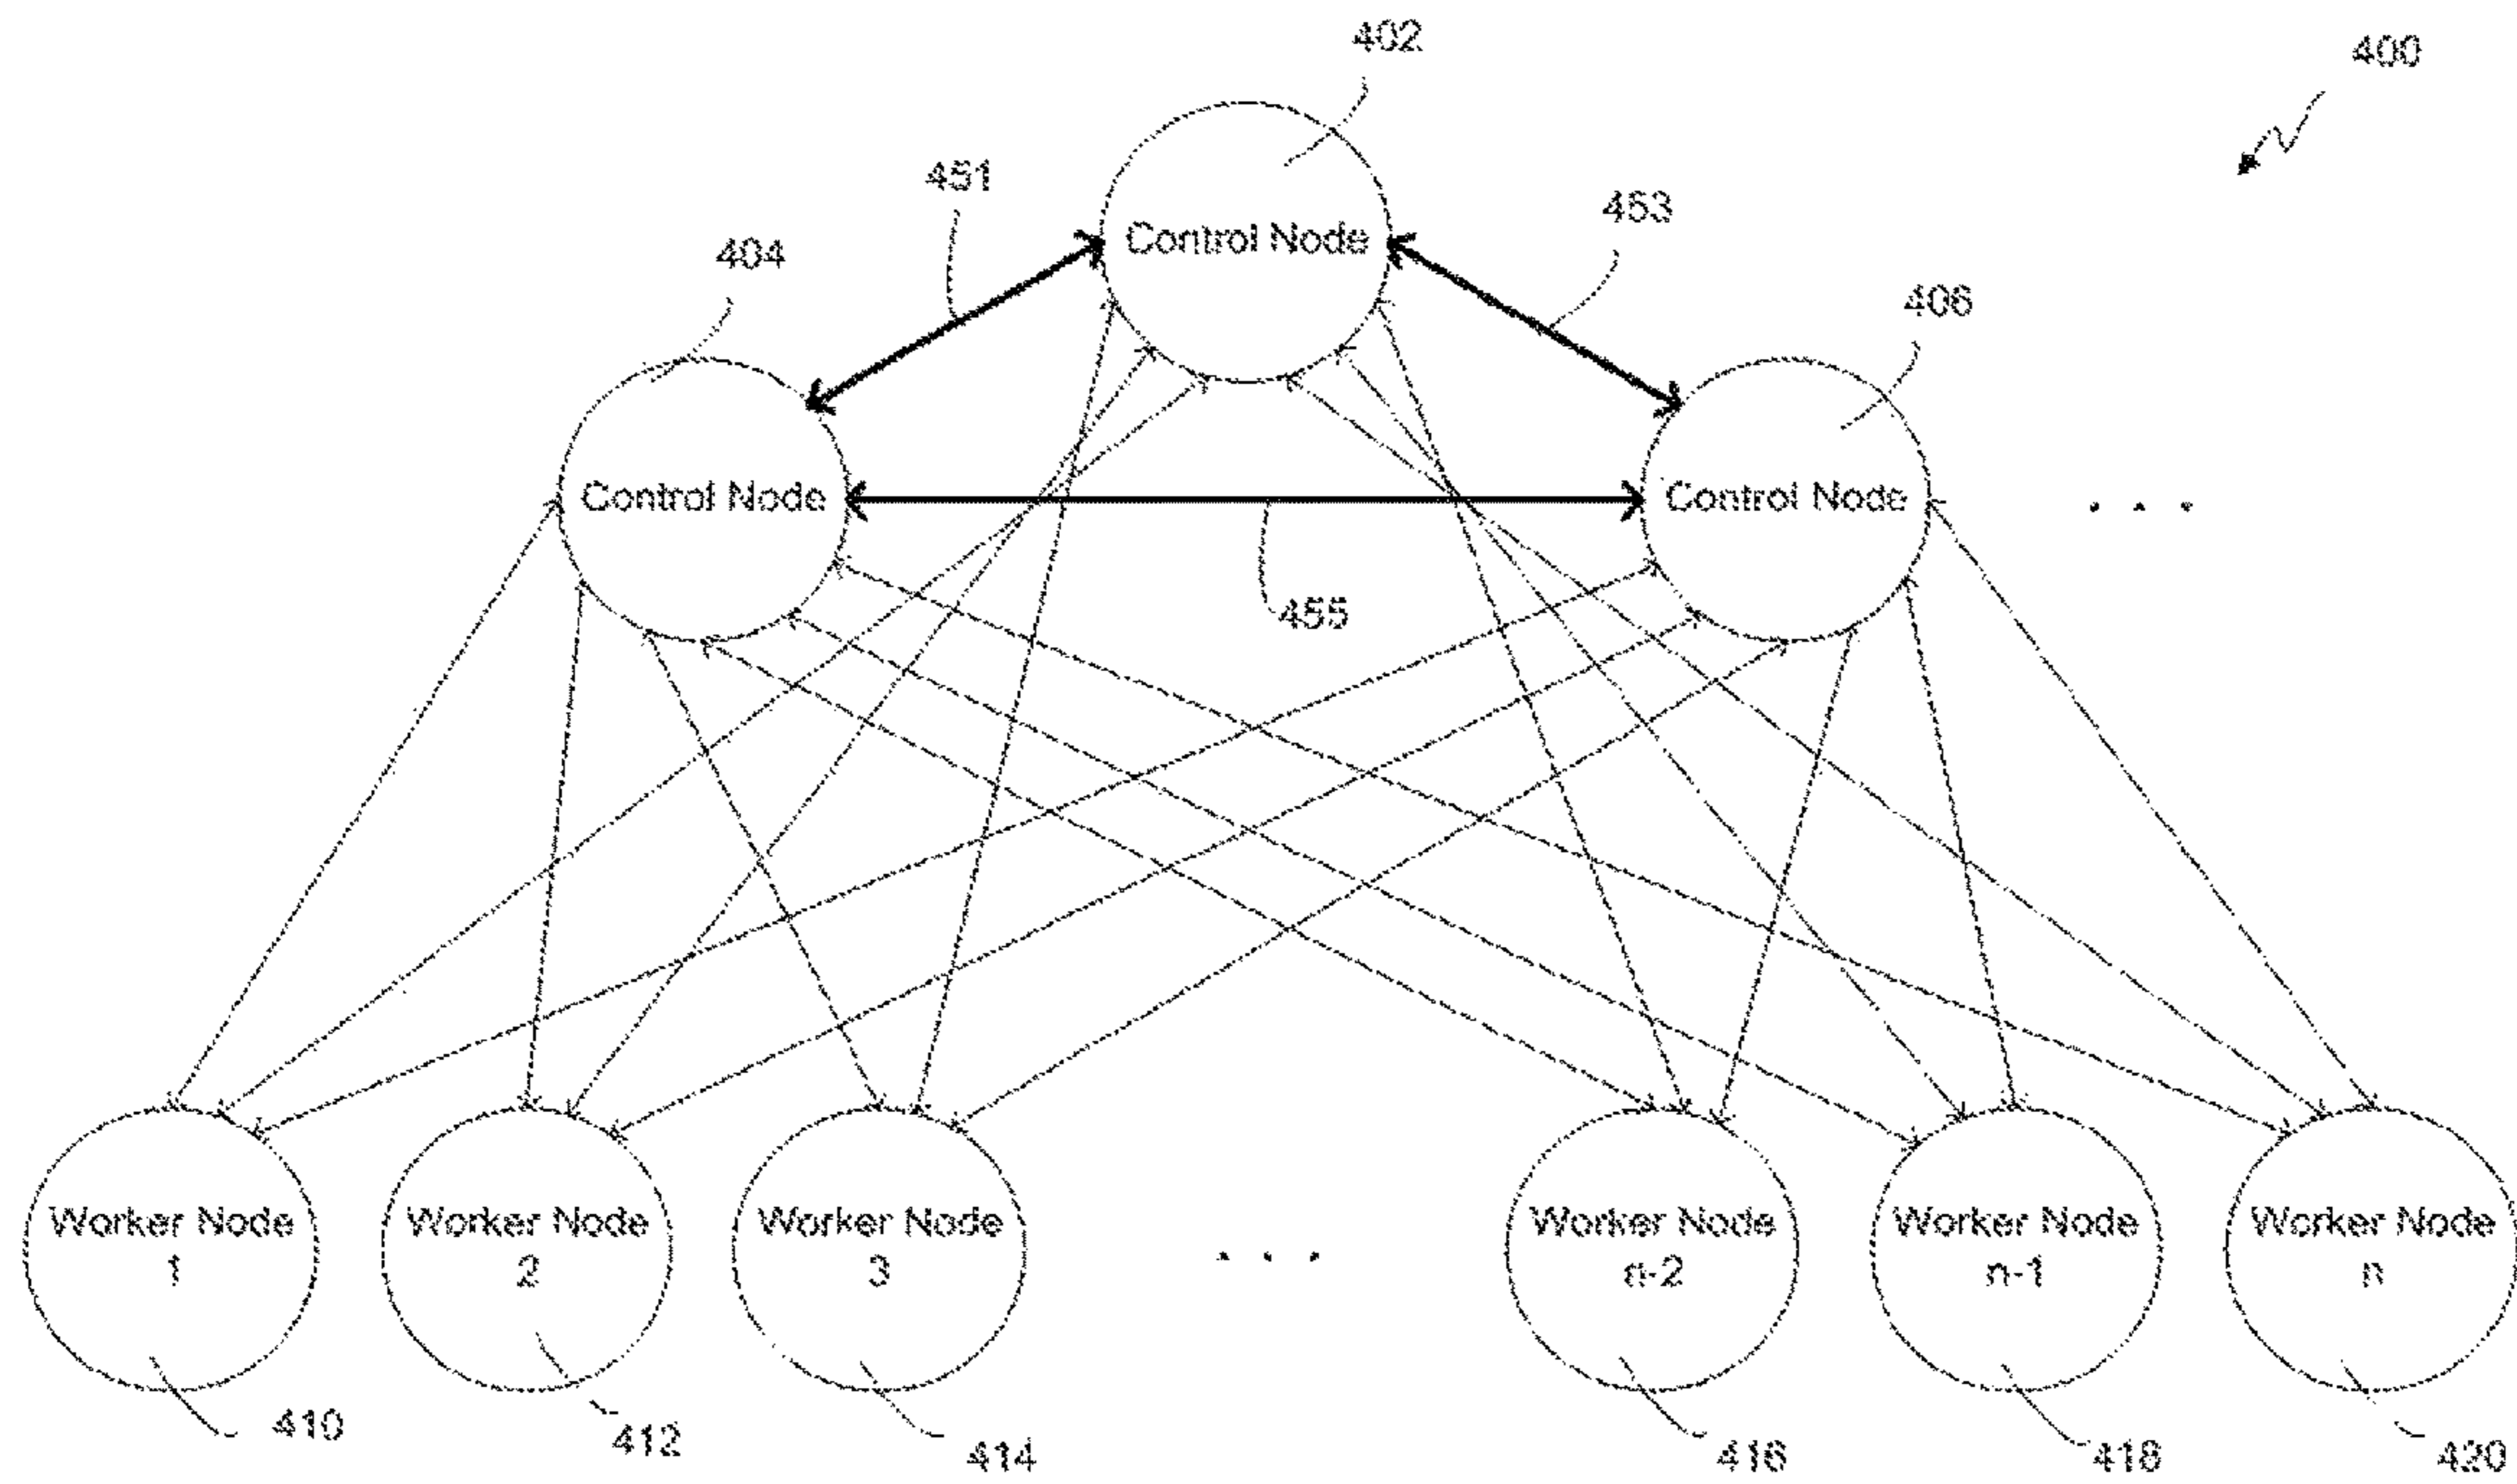 402
400
451
453
404
406
Control Node
Control Node
Control Node
. . .
455
Worker Node
1
Worker Node
2
Worker Node
3
. . .
Worker Node
n-2
Worker Node
n-1
Worker Node
n
410
412
414
416
418
420